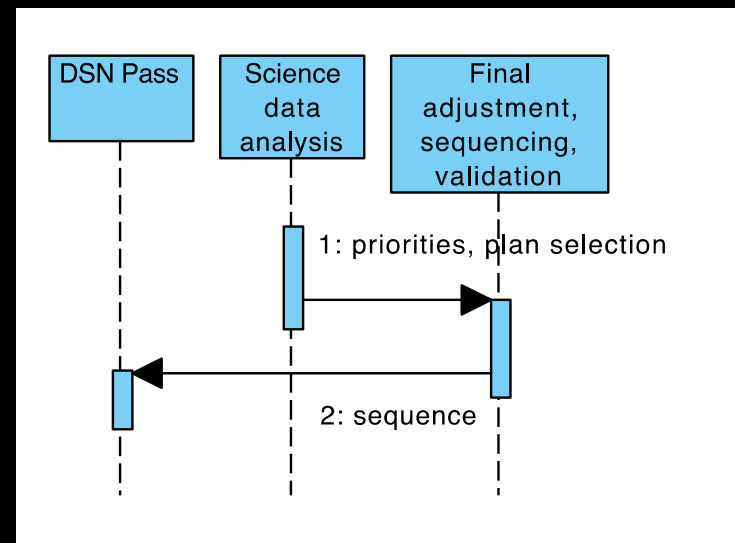 DSN Pass
Science
data
analysis
Final
adjustment,
sequencing,
validation
1: priorities, plan selection
2: sequence